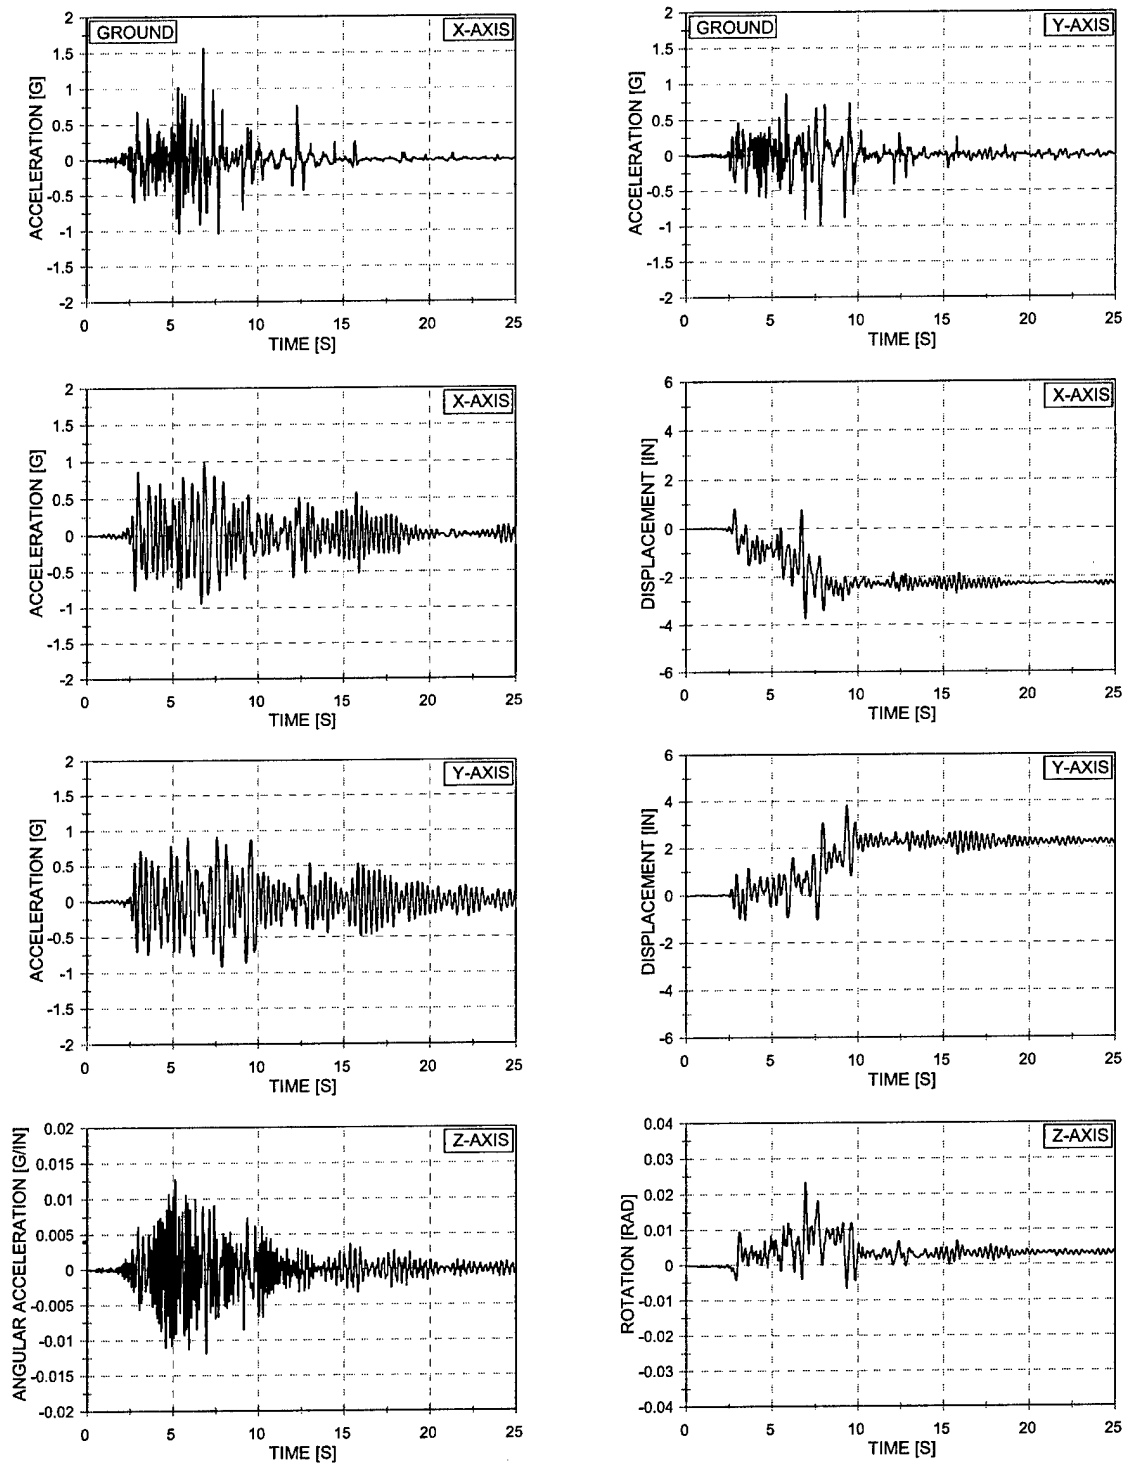 GROUND
X-AXIS
ACCELERATION [G]
2
1.5
1
0.5
0
-0.5
-1
-1.5
-2
0 5 10 15 20 25
TIME [S]
GROUND
Y-AXIS
ACCELERATION [G]
2
1.5
1
0.5
0
-0.5
-1
-1.5
-2
0 5 10 15 20 25
TIME [S]
X-AXIS
ACCELERATION [G]
2
1.5
1
0.5
0
-0.5
-1
-1.5
-2
0 5 10 15 20 25
TIME [S]
X-AXIS
DISPLACEMENT [IN]
6
4
2
0
-2
-4
-6
0 5 10 15 20 25
TIME [S]
Y-AXIS
ACCELERATION [G]
2
1.5
1
0.5
0
-0.5
-1
-1.5
-2
0 5 10 15 20 25
TIME [S]
Y-AXIS
DISPLACEMENT [IN]
6
4
2
0
-2
-4
-6
0 5 10 15 20 25
TIME [S]
Z-AXIS
ANGULAR ACCELERATION [G/IN]
0.02
0.015
0.01
0.005
0
-0.005
-0.01
-0.015
-0.02
0 5 10 15 20 25
TIME [S]
Z-AXIS
ROTATION [RAD]
0.04
0.03
0.02
0.01
0
-0.01
-0.02
-0.03
-0.04
0 5 10 15 20 25
TIME [S]